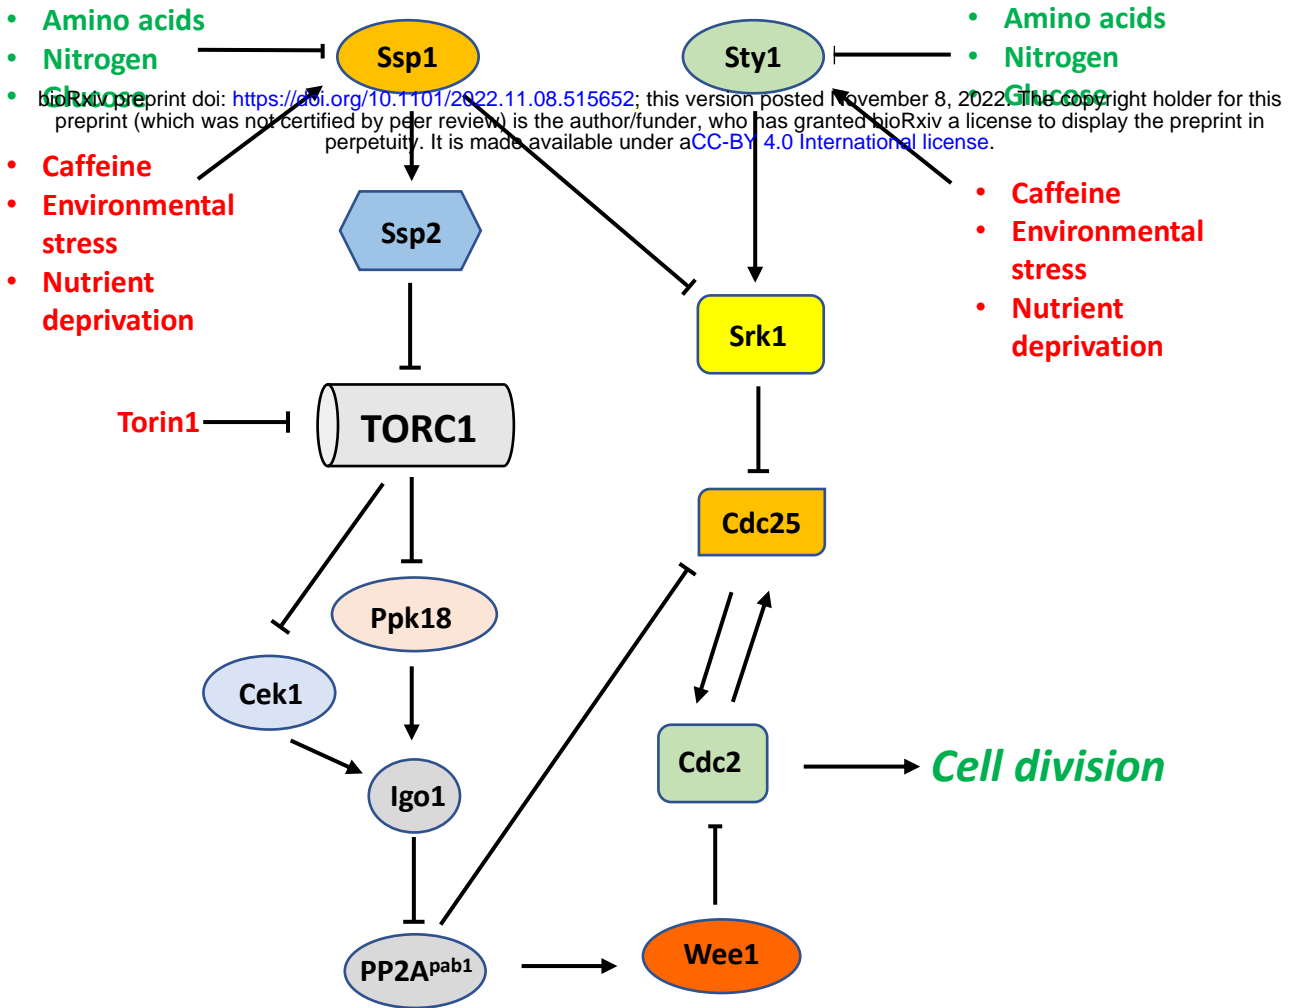 • Amino acids
• Nitrogen
• Glucose
Ssp1
Sty1
• Amino acids
• Nitrogen
• Glucose
bioRxiv preprint doi: https://doi.org/10.1101/2022.11.08.515652; this version posted November 8, 2022. The copyright holder for this
preprint (which was not certified by peer review) is the author/funder, who has granted bioRxiv a license to display the preprint in
perpetuity. It is made available under aCC-BY 4.0 International license.
• Caffeine
• Environmental
stress
• Nutrient
deprivation
Ssp2
• Caffeine
• Environmental
stress
• Nutrient
deprivation
Srk1
Torin1
TORC1
Cdc25
Ppk18
Cek1
Cdc2
Cell division
Igo1
PP2Apab1
Wee1